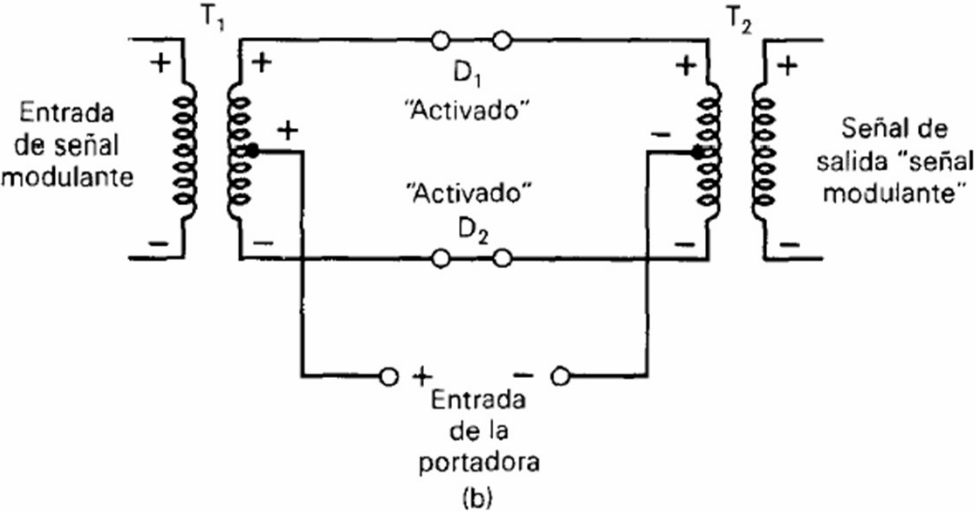 T1
T2
+
+
+
+
D1
"Activado"
Entrada
de señal
modulante
+
−
Señal de
salida "señal
modulante"
"Activado"
D2
−
−
−
−
+
−
Entrada
de la
portadora
(b)